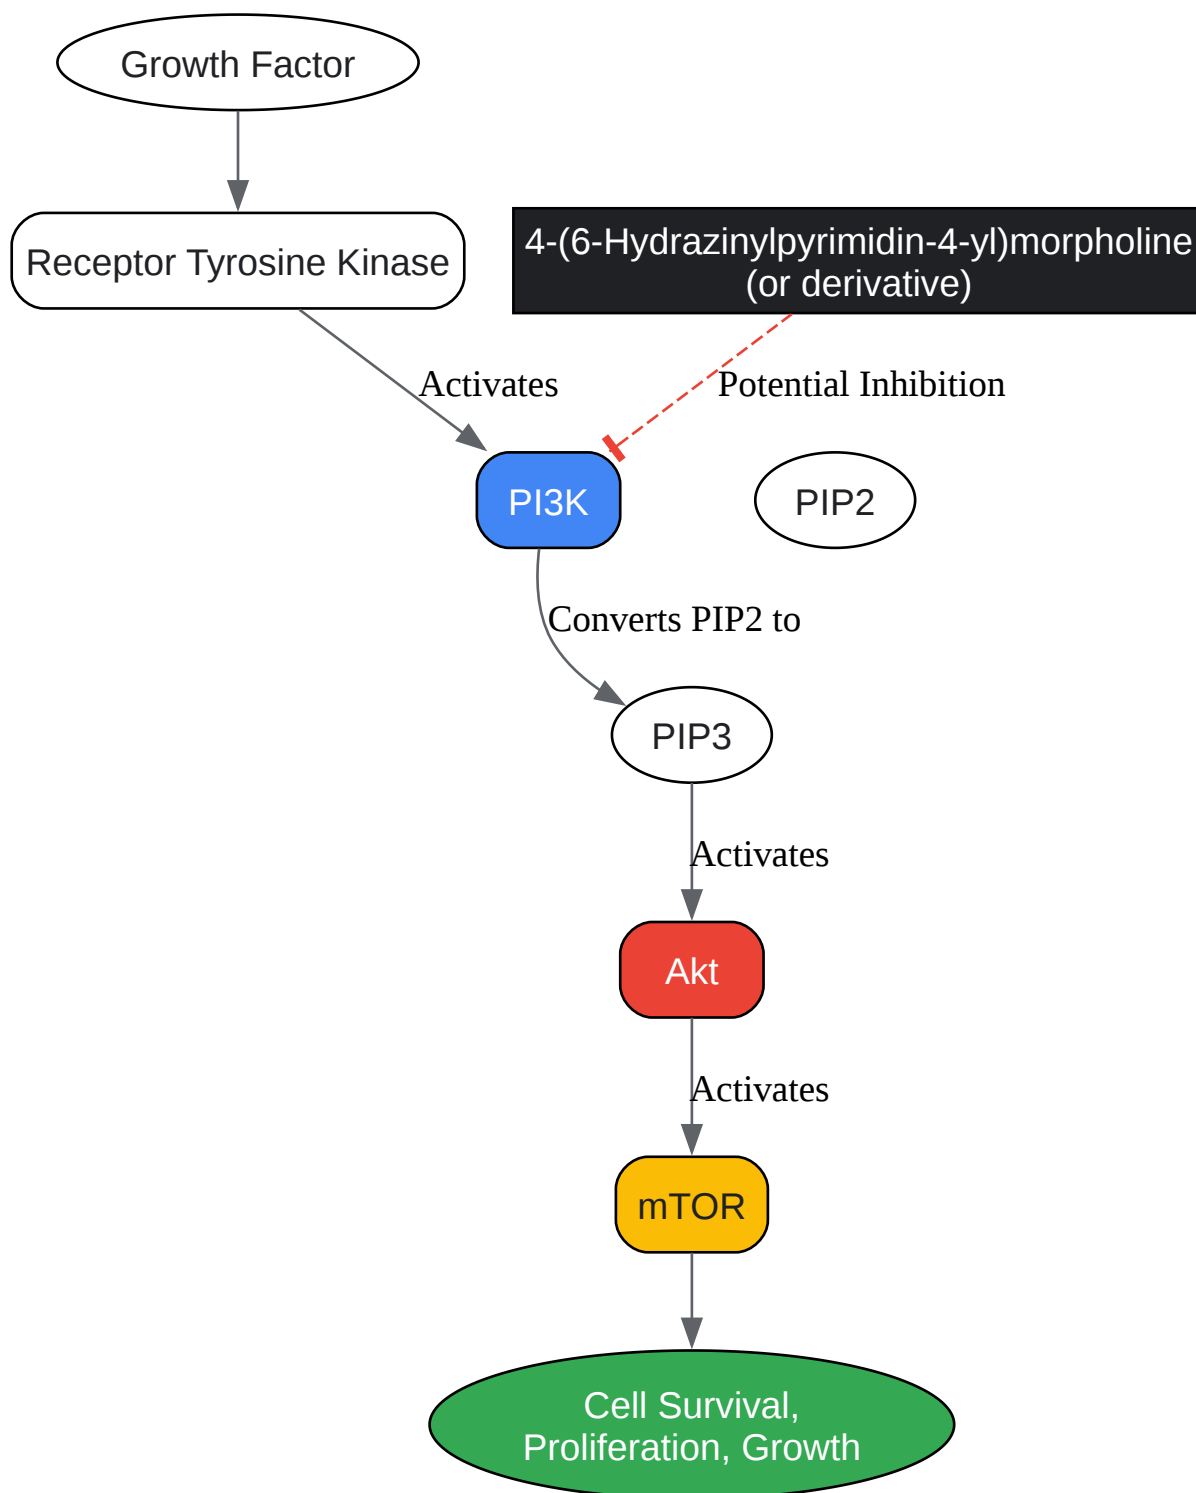 Growth Factor
Receptor Tyrosine Kinase
4-(6-Hydrazinylpyrimidin-4-yl)morpholine
(or derivative)
Activates
Potential Inhibition
PI3K
PIP2
Converts PIP2 to
PIP3
Activates
Akt
Activates
mTOR
Cell Survival,
Proliferation, Growth